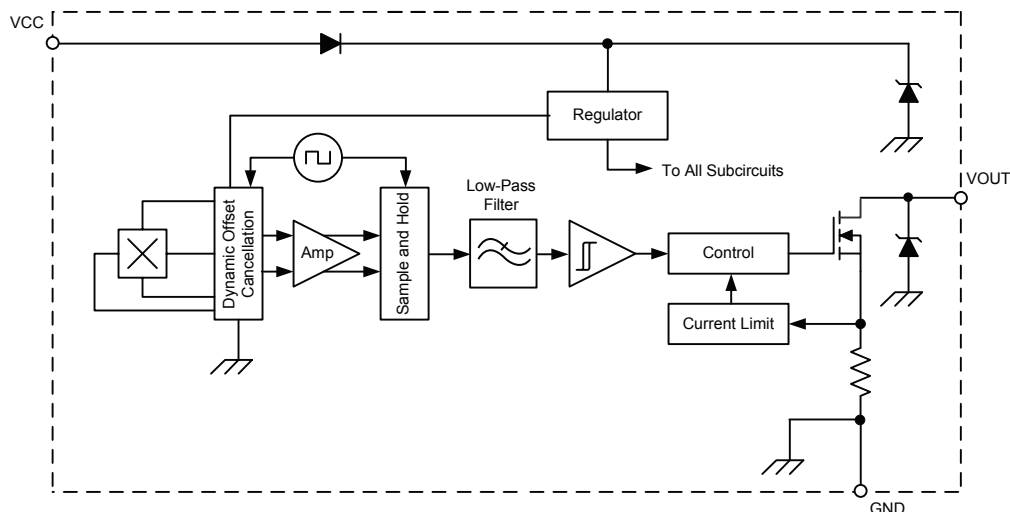 VCC
Regulator
To All Subcircuits
VOUT
Low-Pass
Filter
Dynamic Offset
Cancellation
Amp
Sample and Hold
Control
Current Limit
GND